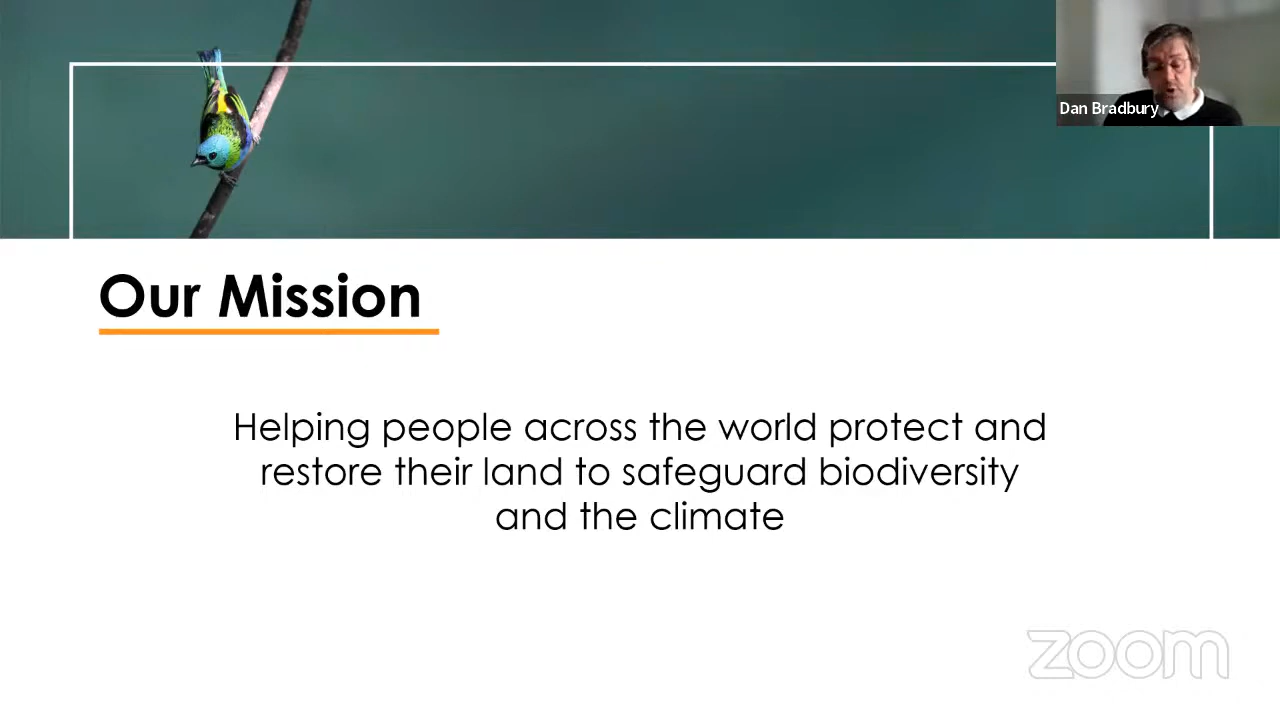 Dan Bradbury
Our Mission
Helping people across the world protect and
restore their land to safeguard biodiversity
and the climate
zoom